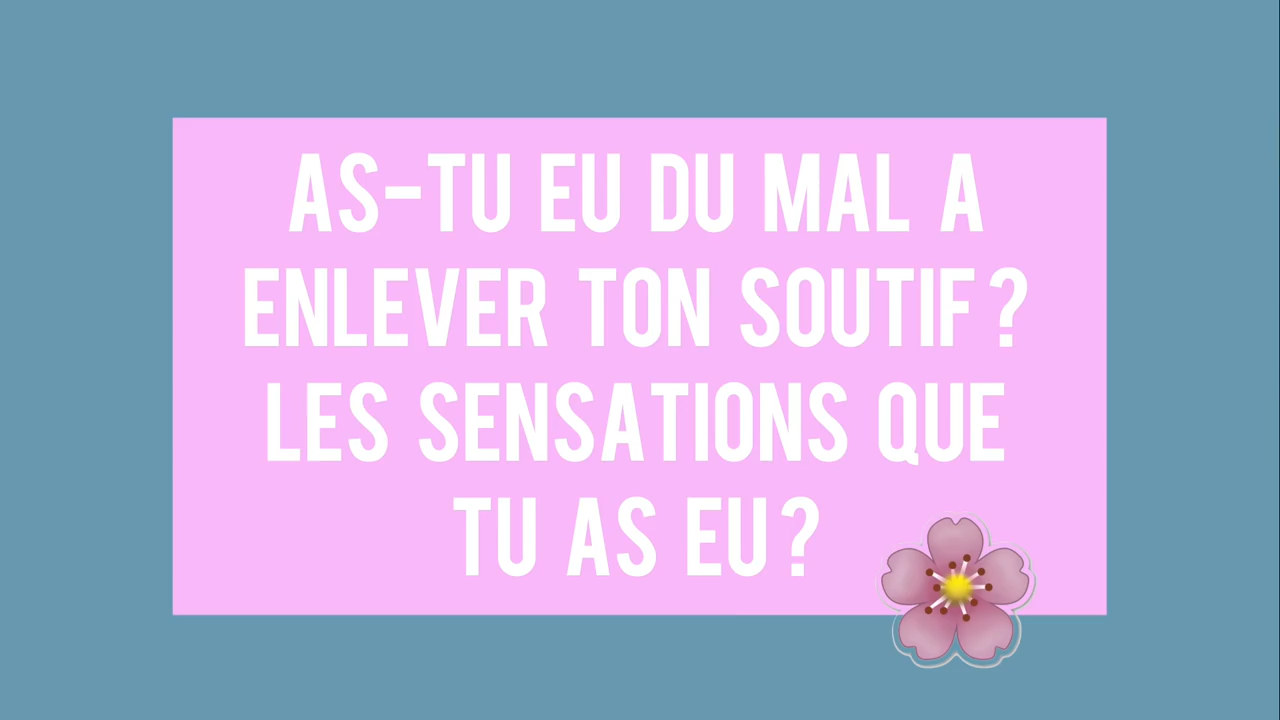 AS-TU EU DU MAL A
ENLEVER TON SOUTIF?
LES SENSATIONS QUE
TU AS EU?